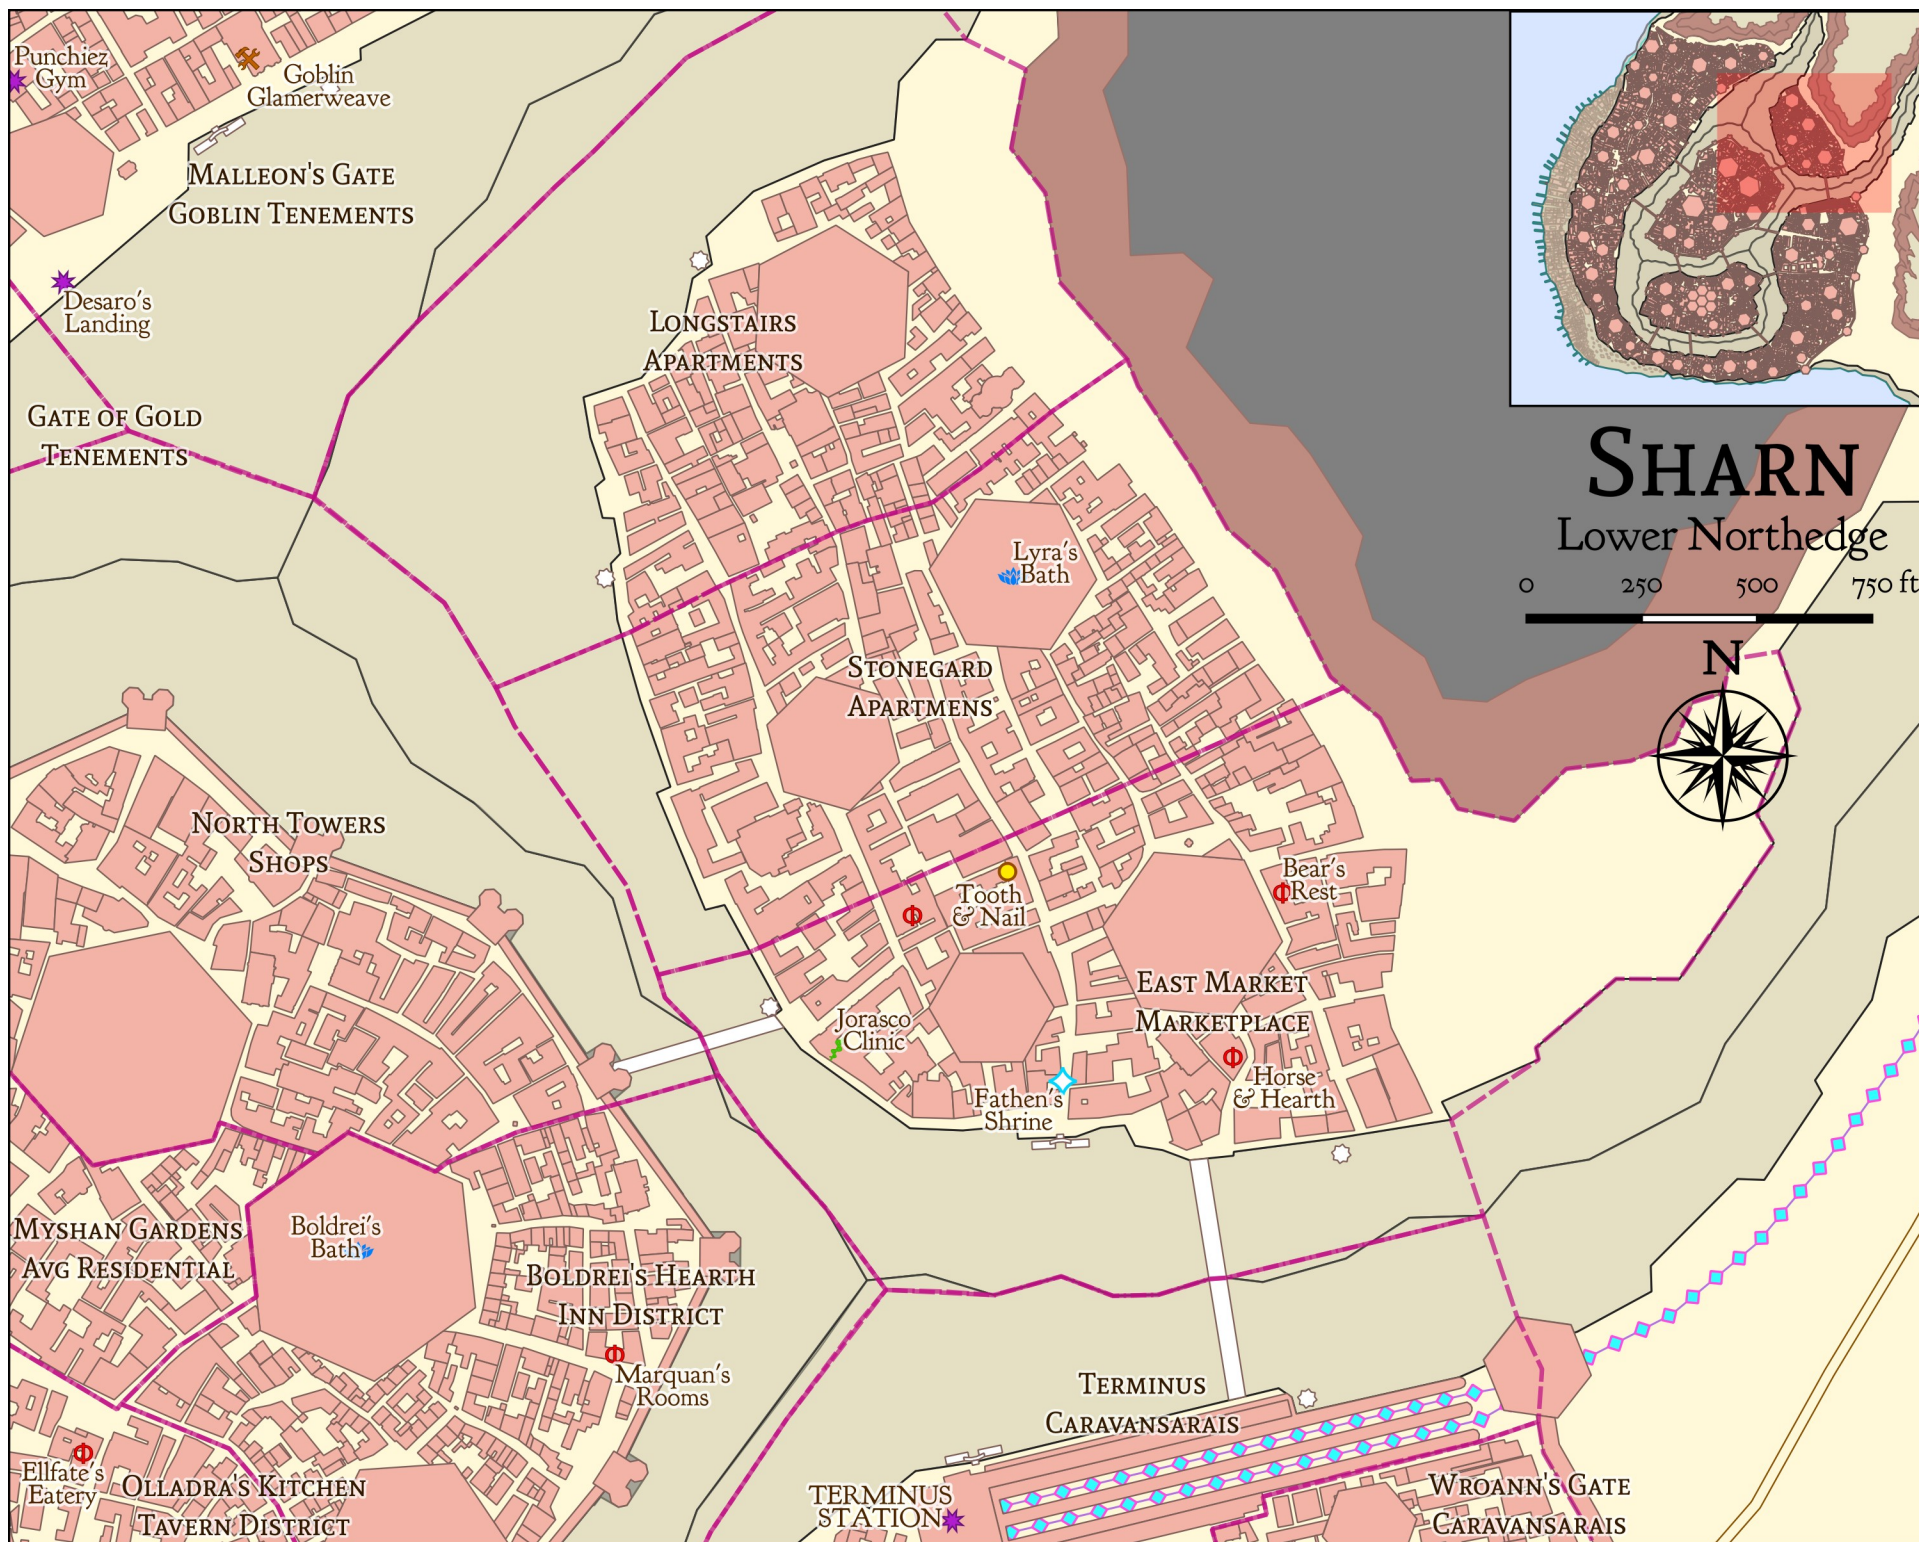 Punchiez
Gym
Goblin
Glamerweave
Malleon's Gate
Goblin Tenements
Desaro's
Landing
Gate of Gold
Tenements
Longstairs
Apartments
Sharn
Lower Northedge
0 250 500 750 ft
N
Lyra's
Bath
Stonegard
Apartmens
North Towers
Shops
Bear's
Rest
Tooth
& Nail
East Market
Marketplace
Jorasco
Clinic
Horse
& Hearth
Fathen's
Shrine
Myshan Gardens
Avg Residential
Boldrei's
Bath
Boldrei's Hearth
Inn District
Marquan's
Rooms
Terminus
Caravansarais
Ellfate's
Eatery
Olladra's Kitchen
Tavern District
TERMINUS
STATION
Wroann's Gate
Caravansarais